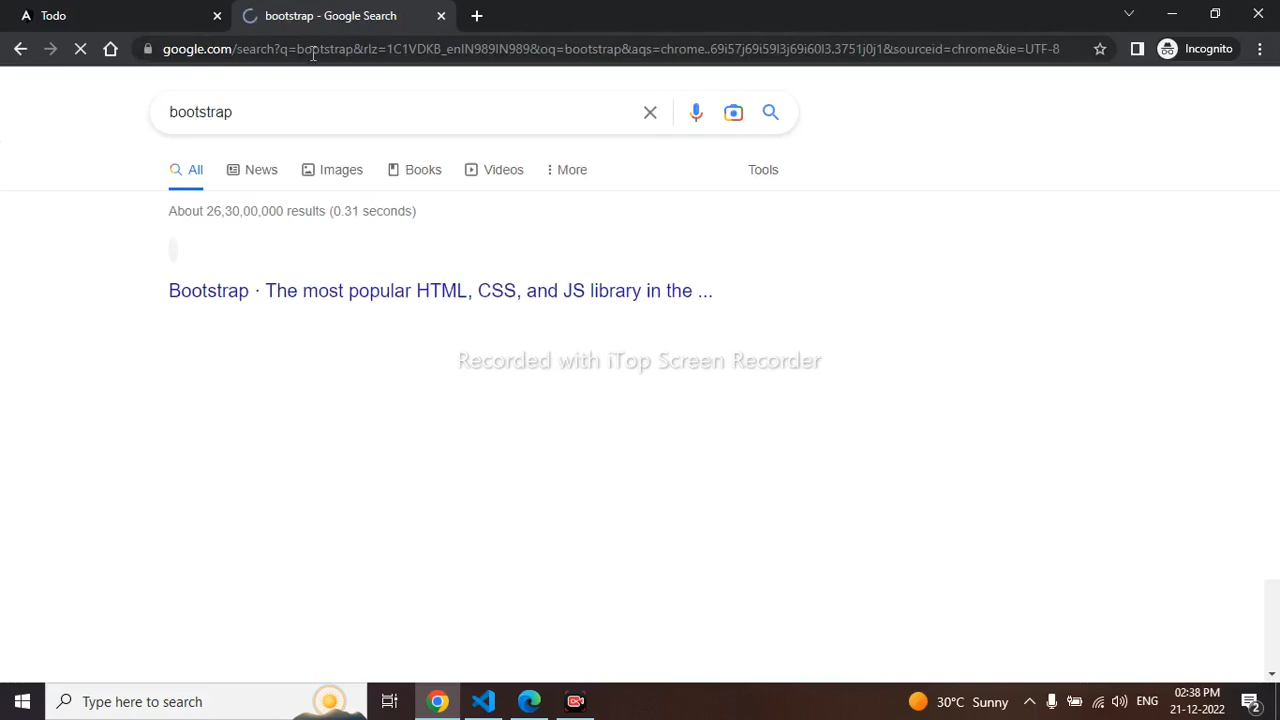 Todo
bootstrap - Google Search
google.com/search?q=bootstrap&rlz=1C1VDKB_enIN989IN989&oq=bootstrap&aqs=chrome..69i57j69i59l3j69i60l3.3751j0j1&sourceid=chrome&ie=UTF-8
Incognito
bootstrap
All
News
Images
Books
Videos
More
Tools
About 26,30,00,000 results (0.31 seconds)
Bootstrap · The most popular HTML, CSS, and JS library in the ...
Recorded with iTop Screen Recorder
Type here to search
30°C Sunny
ENG
02:38 PM
21-12-2022
2